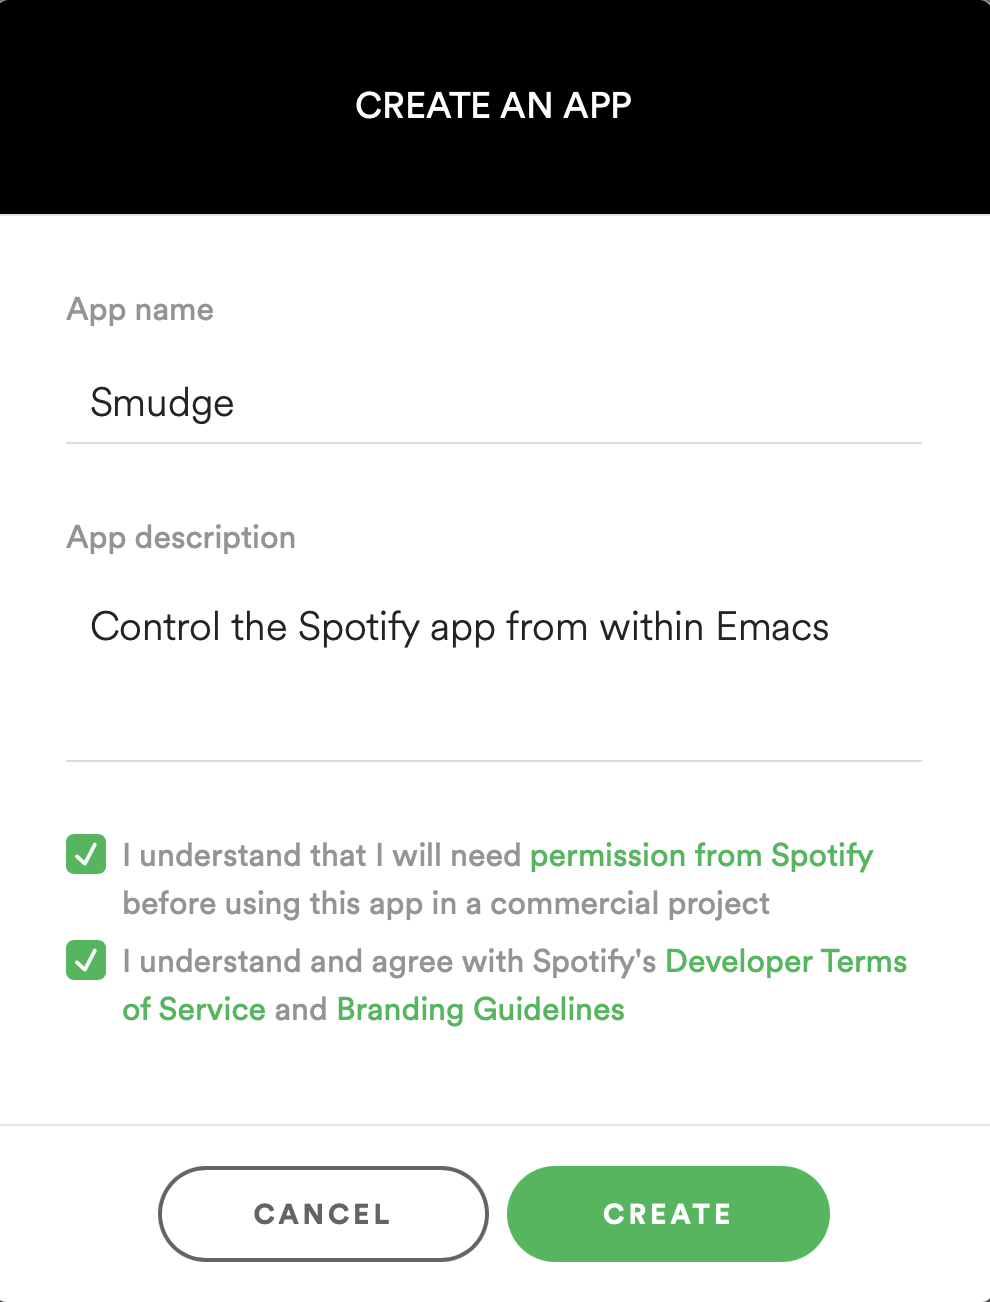 CREATE AN APP
App name
Smudge
App description
Control the Spotify app from within Emacs
I understand that I will need permission from Spotify
before using this app in a commercial project
I understand and agree with Spotify's Developer Terms
of Service and Branding Guidelines
CANCEL
CREATE